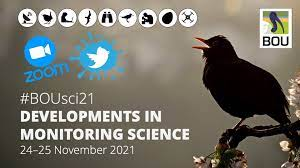 zoom
BOU
#BOUsci21
DEVELOPMENTS IN
MONITORING SCIENCE
24–25 November 2021